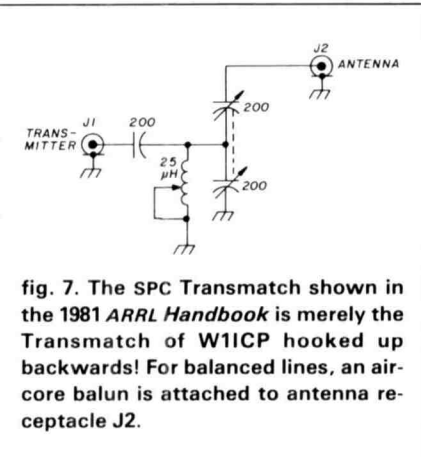 J2
ANTENNA
J1
200
200
TRANS-
MITTER
25
µH
200
fig. 7. The SPC Transmatch shown in
the 1981 ARRL Handbook is merely the
Transmatch of W1ICP hooked up
backwards! For balanced lines, an air-
core balun is attached to antenna re-
ceptacle J2.